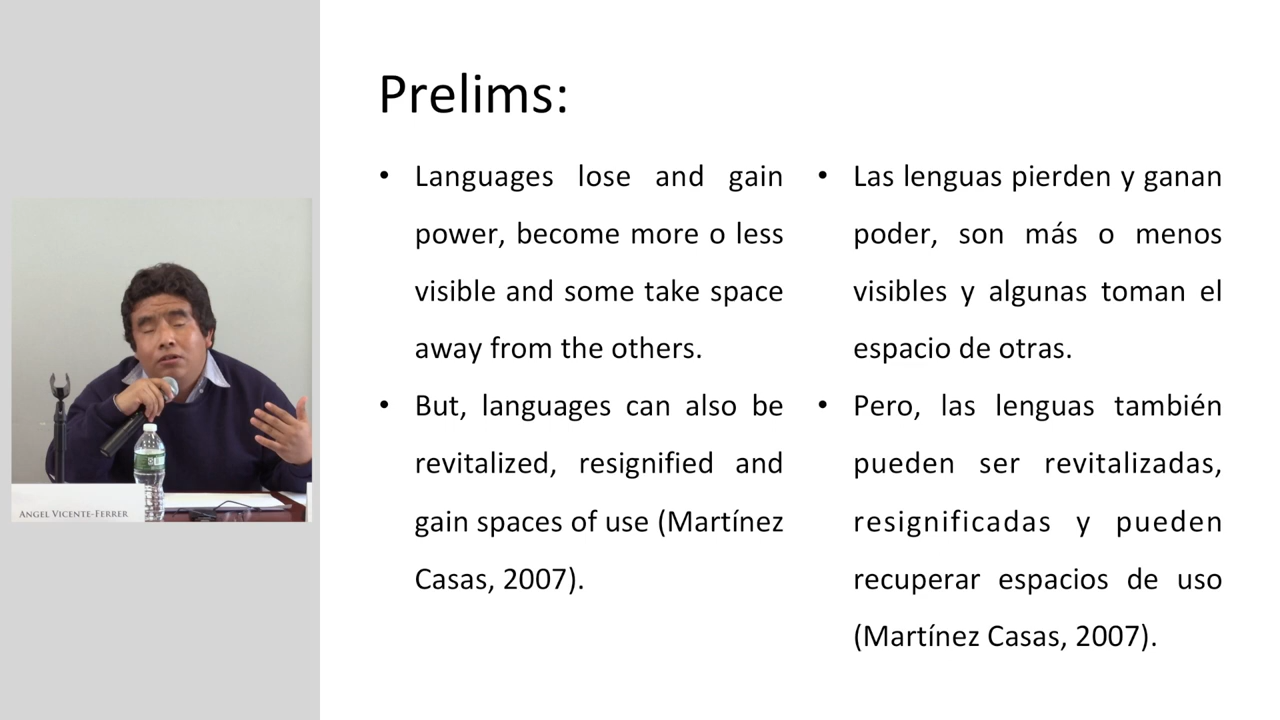 Prelims:
• Languages lose and gain
power, become more o less
visible and some take space
away from the others.
• But, languages can also be
revitalized, resignified and
gain spaces of use (Martínez
Casas, 2007).
• Las lenguas pierden y ganan
poder, son más o menos
visibles y algunas toman el
espacio de otras.
• Pero, las lenguas también
pueden ser revitalizadas,
resignificadas y pueden
recuperar espacios de uso
(Martínez Casas, 2007).
ANGEL VICENTE-FERRER